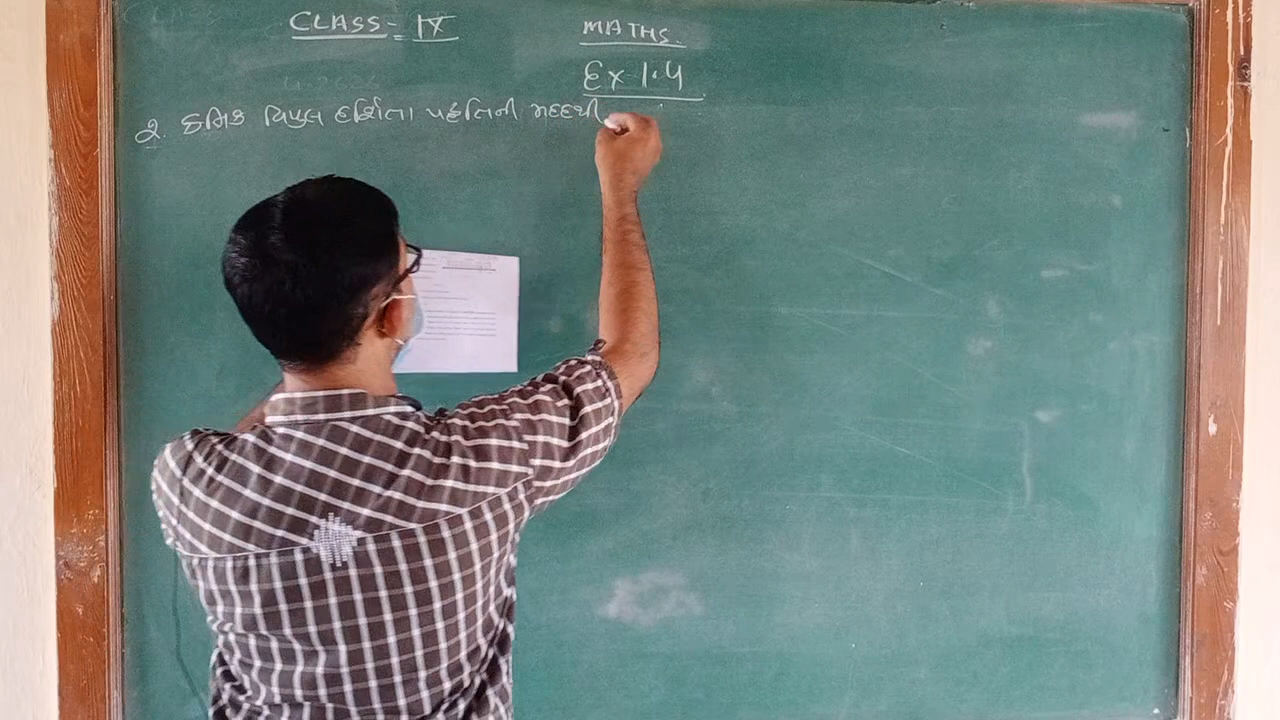 CLASS - IX
MATHS.
Ex 1.4
2. ક્રમિક વિપુલ દર્શિતા પદ્ધતિની મદદથી